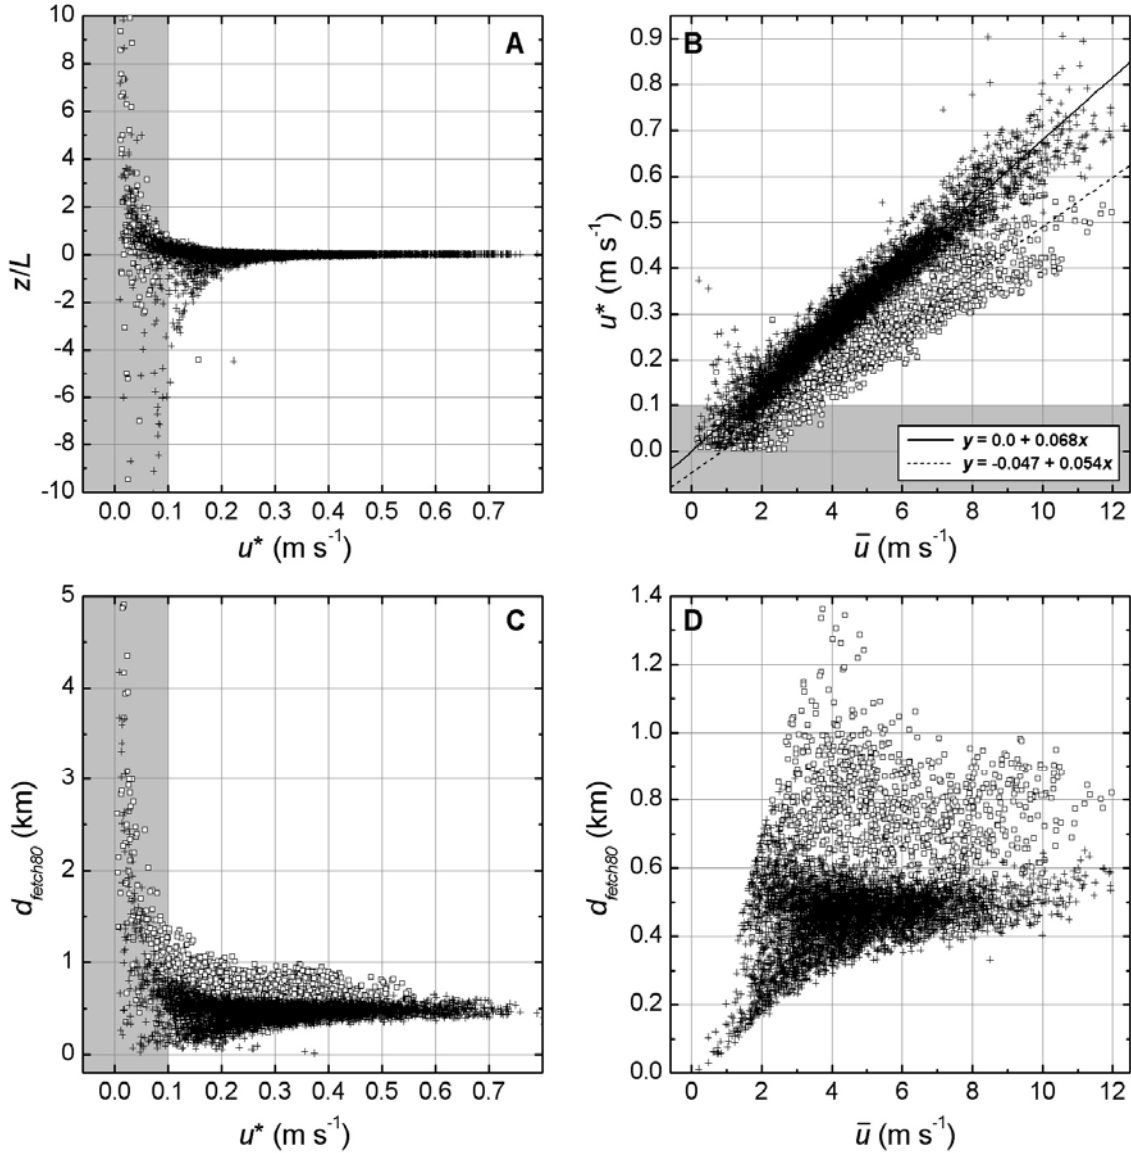 A
10
8
6
4
2
0
-2
-4
-6
-8
-10
z/L
0.0 0.1 0.2 0.3 0.4 0.5 0.6 0.7
u* (m s⁻¹)
B
0.9
0.8
0.7
0.6
0.5
0.4
0.3
0.2
0.1
0.0
u* (m s⁻¹)
y = 0.0 + 0.068x
y = -0.047 + 0.054x
0 2 4 6 8 10 12
u̅ (m s⁻¹)
C
5
4
3
2
1
0
d_fetch80 (km)
0.0 0.1 0.2 0.3 0.4 0.5 0.6 0.7
u* (m s⁻¹)
D
1.4
1.2
1.0
0.8
0.6
0.4
0.2
0.0
d_fetch80 (km)
0 2 4 6 8 10 12
u̅ (m s⁻¹)